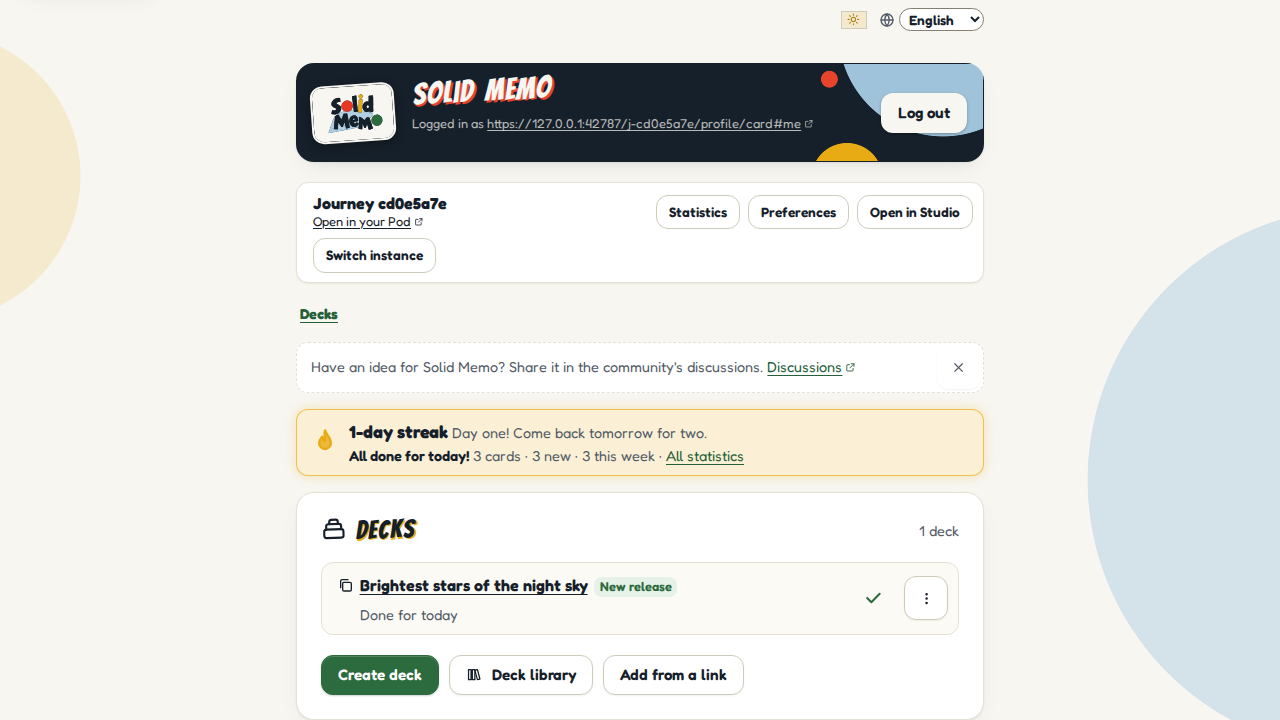 English
Solid Memo
SOLID MEMO
Logged in as https://127.0.0.1:42787/j-cd0e5a7e/profile/card#me
Log out
Journey cd0e5a7e
Open in your Pod
Statistics
Preferences
Open in Studio
Switch instance
Decks
Have an idea for Solid Memo? Share it in the community's discussions. Discussions
1-day streak Day one! Come back tomorrow for two.
All done for today! 3 cards · 3 new · 3 this week · All statistics
DECKS
1 deck
Brightest stars of the night sky New release
Done for today
Create deck
Deck library
Add from a link